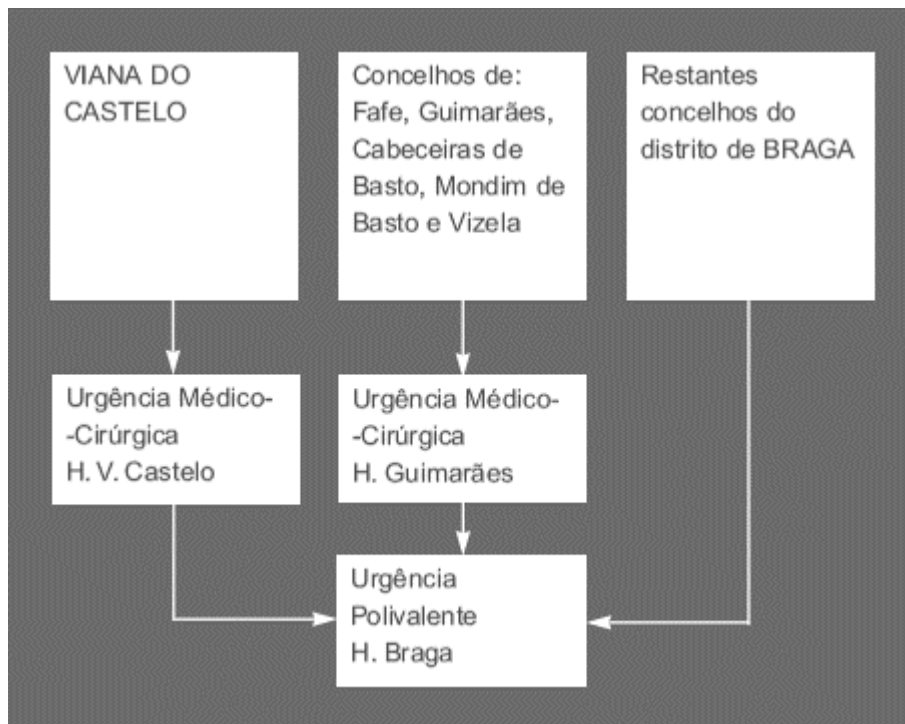 VIANA DO
CASTELO
Concelhos de:
Fafe, Guimarães,
Cabeceiras de
Basto, Mondim de
Basto e Vizela
Restantes
concelhos do
distrito de BRAGA
Urgência Médico-
-Cirúrgica
H. V. Castelo
Urgência Médico-
-Cirúrgica
H. Guimarães
Urgência
Polivalente
H. Braga